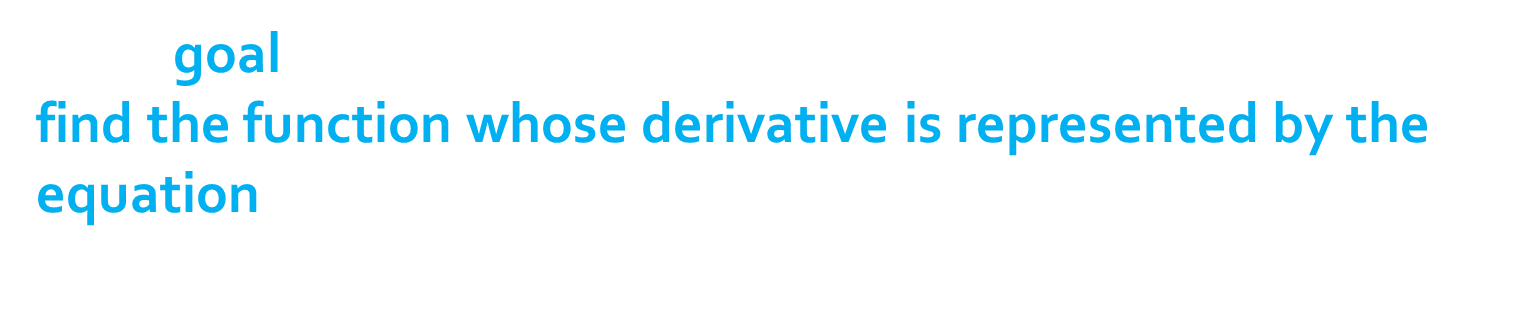 goal
find the function whose derivative is represented by the
equation